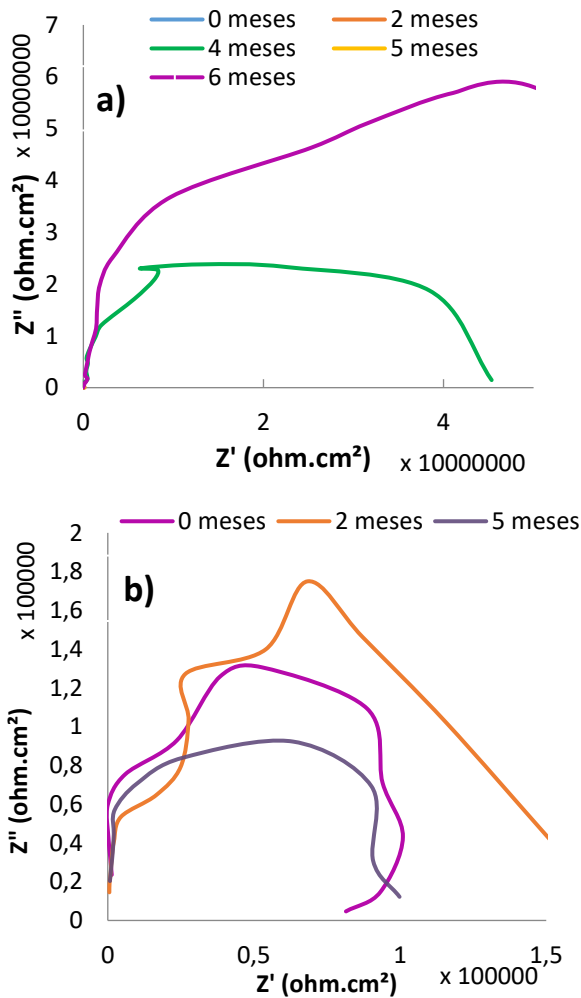 0 meses 2 meses
4 meses 5 meses
6 meses
a)
x 10000000
Z" (ohm.cm²)
7
6
5
4
3
2
1
0
0 2 4
Z' (ohm.cm²) x 10000000
0 meses 2 meses 5 meses
b)
x 100000
Z" (ohm.cm²)
2
1,8
1,6
1,4
1,2
1
0,8
0,6
0,4
0,2
0
0 0,5 1 1,5
Z' (ohm.cm²) x 100000